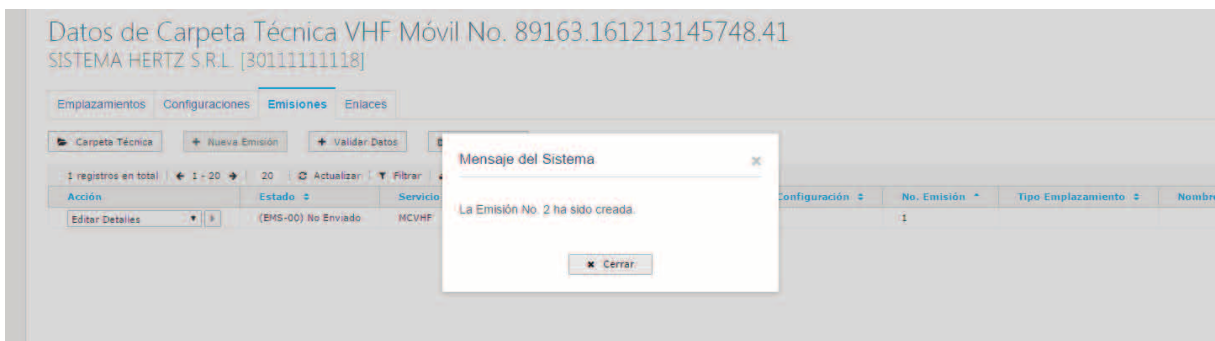 Datos de Carpeta Técnica VHF Móvil No. 89163.161213145748.41
SISTEMA HERTZ S.R.L. [30111111118]
Emplazamientos Configuraciones Emisiones Enlaces
Carpeta Técnica + Nueva Emisión + Validar Datos
Mensaje del Sistema ×
1 registros en total 1 - 20 20 Actualizar Filtrar
Acción Estado Servicio Configuración No. Emisión Tipo Emplazamiento Nombre
La Emisión No. 2 ha sido creada.
Editar Detalles (EMS-00) No Enviado MCVHF 1
Cerrar